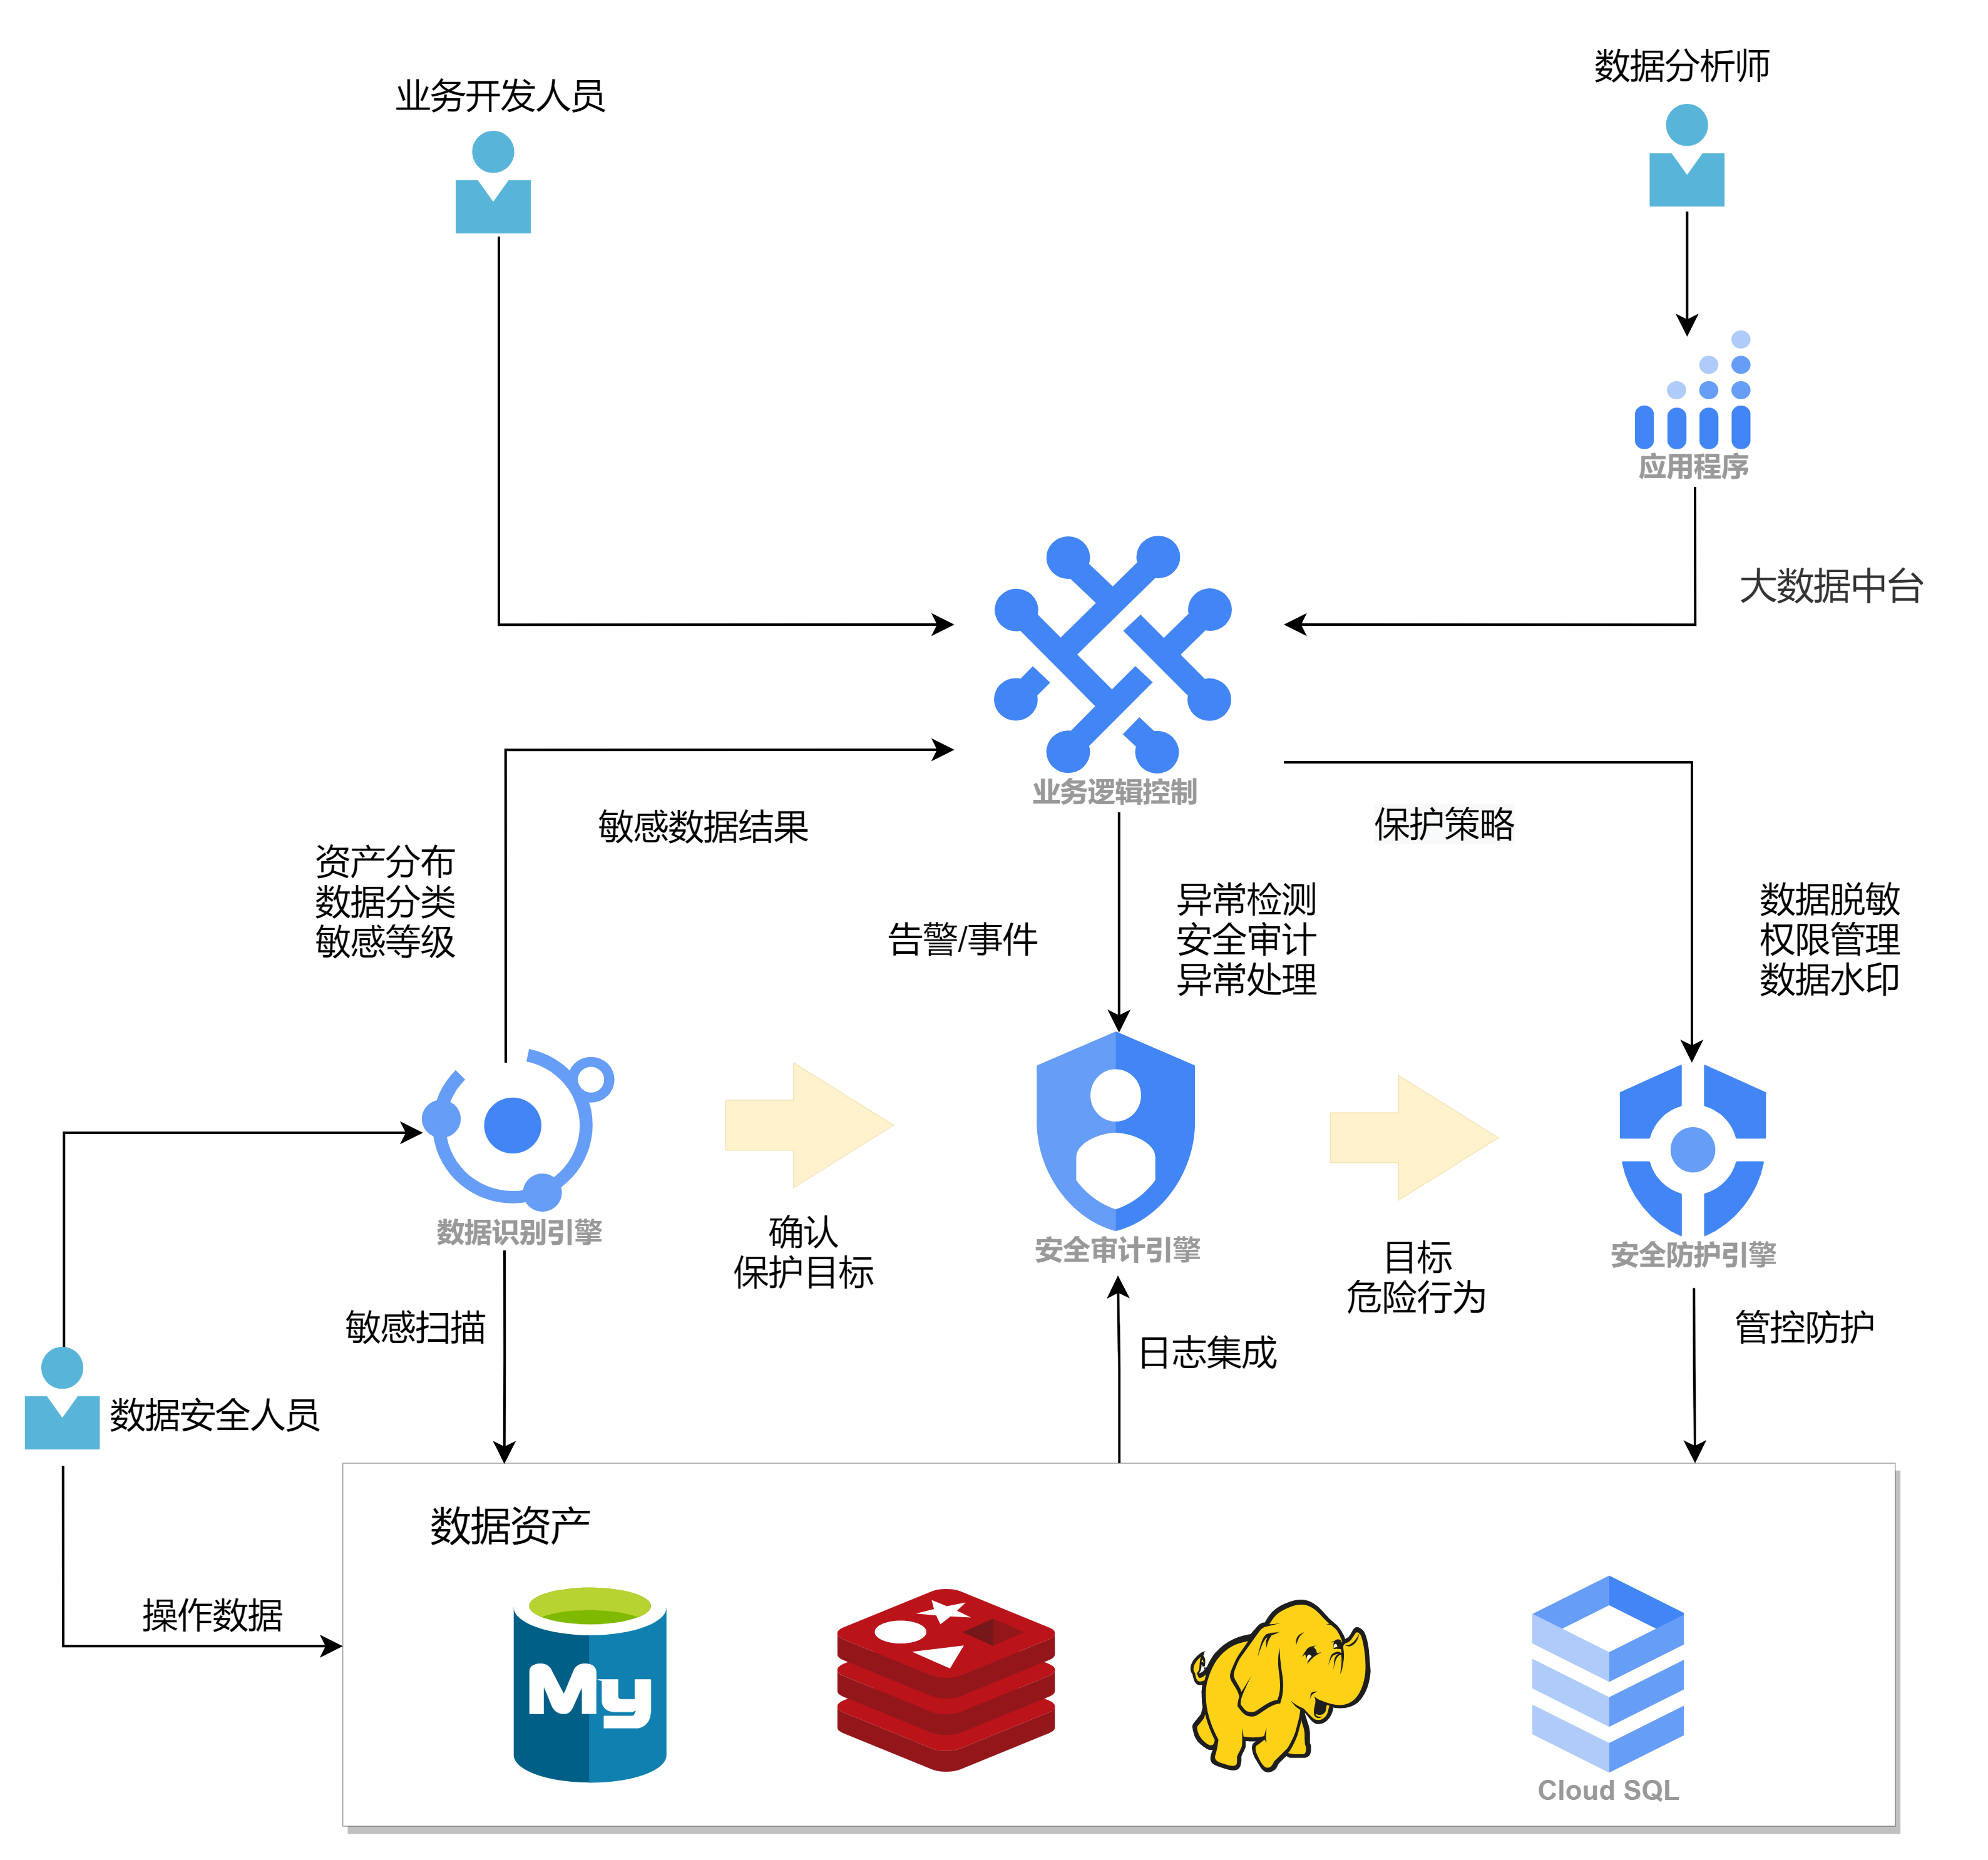 数据分析师
业务开发人员
应用程序
大数据中台
业务逻辑控制
敏感数据结果
保护策略
资产分布
数据分类
敏感等级
告警/事件
异常检测
安全审计
异常处理
数据脱敏
权限管理
数据水印
数据识别引擎
确认
保护目标
安全审计引擎
目标
危险行为
安全防护引擎
敏感扫描
日志集成
管控防护
数据安全人员
数据资产
操作数据
My
Cloud SQL